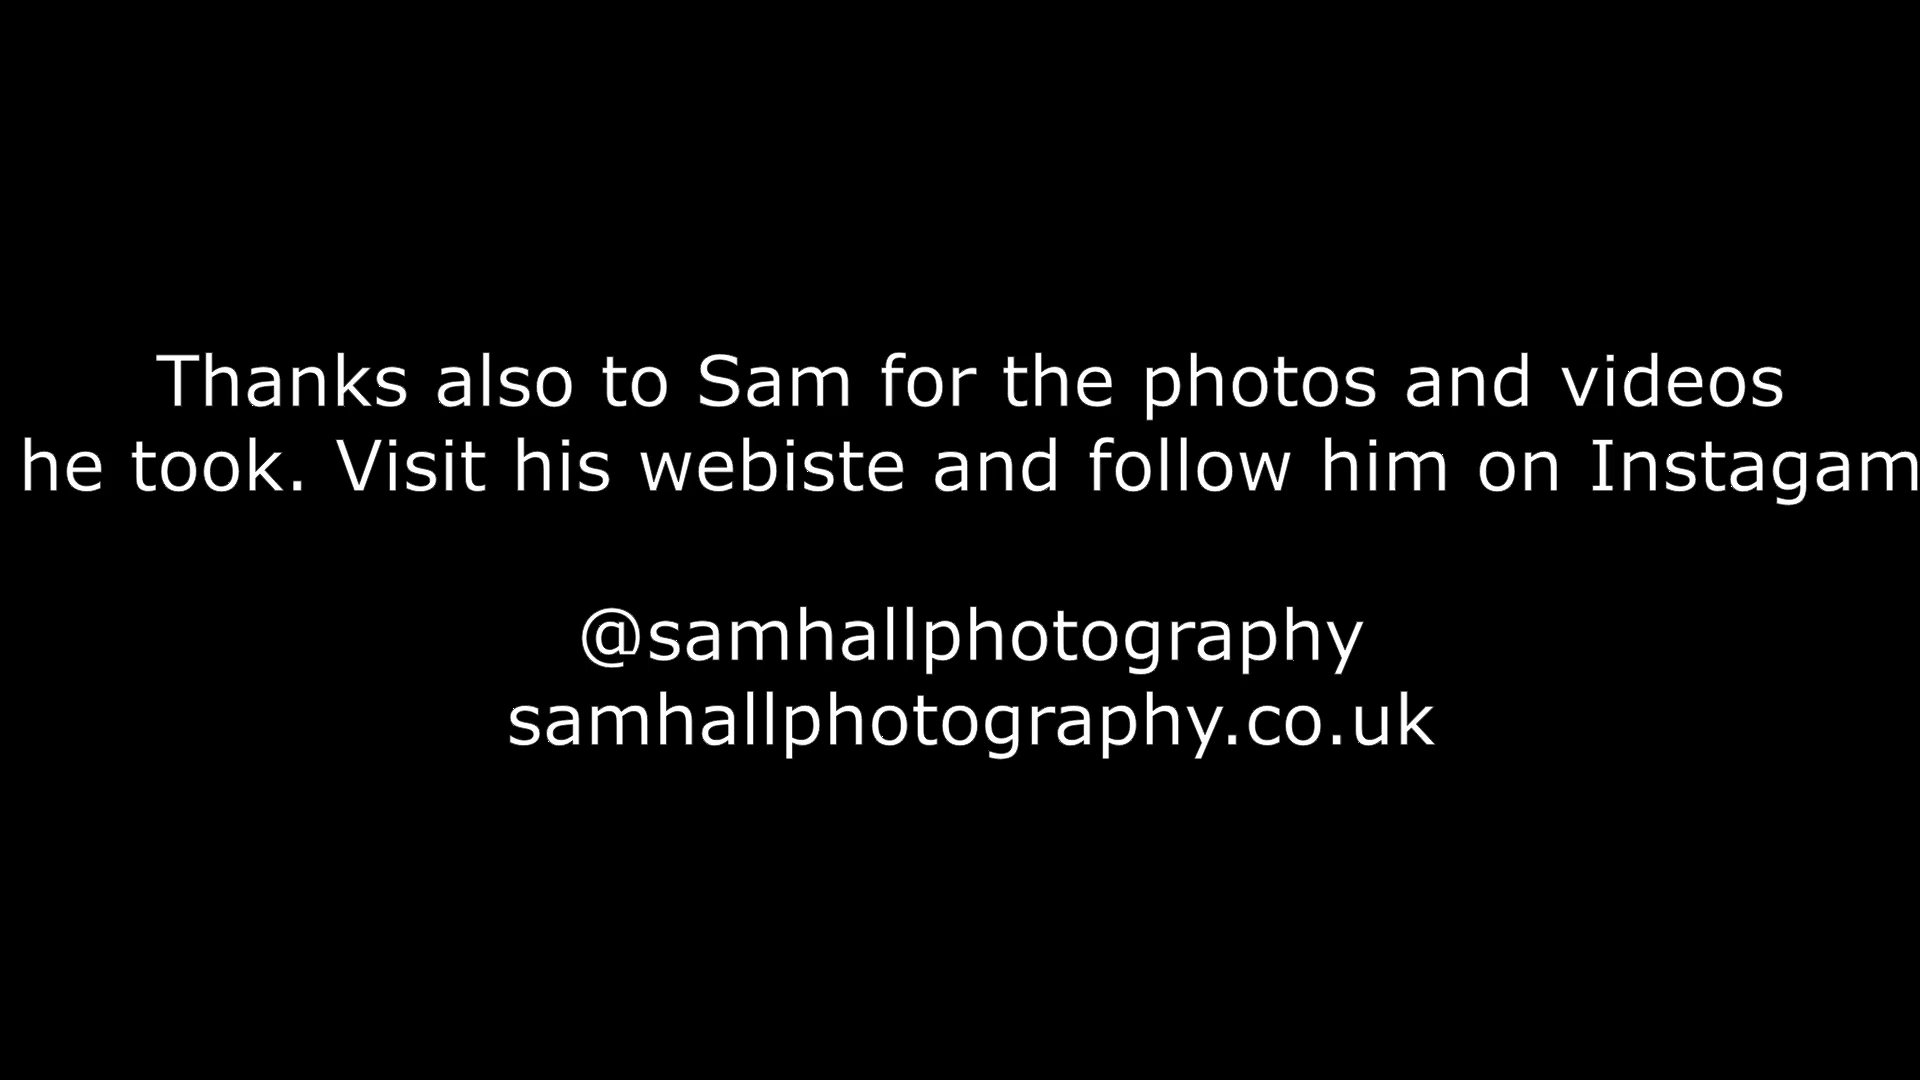 Thanks also to Sam for the photos and videos
he took. Visit his webiste and follow him on Instagam
@samhallphotography
samhallphotography.co.uk